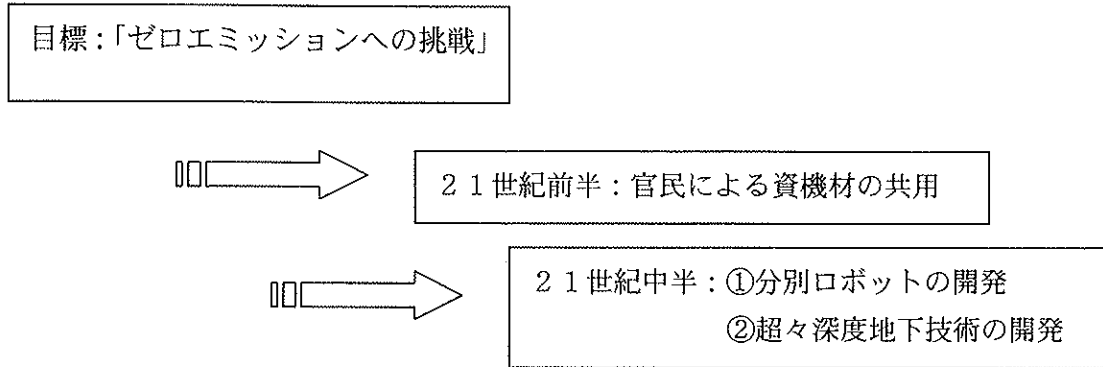 目標:「ゼロエミッションへの挑戦」
21世紀前半:官民による資機材の共用
21世紀中半:①分別ロボットの開発
②超々深度地下技術の開発